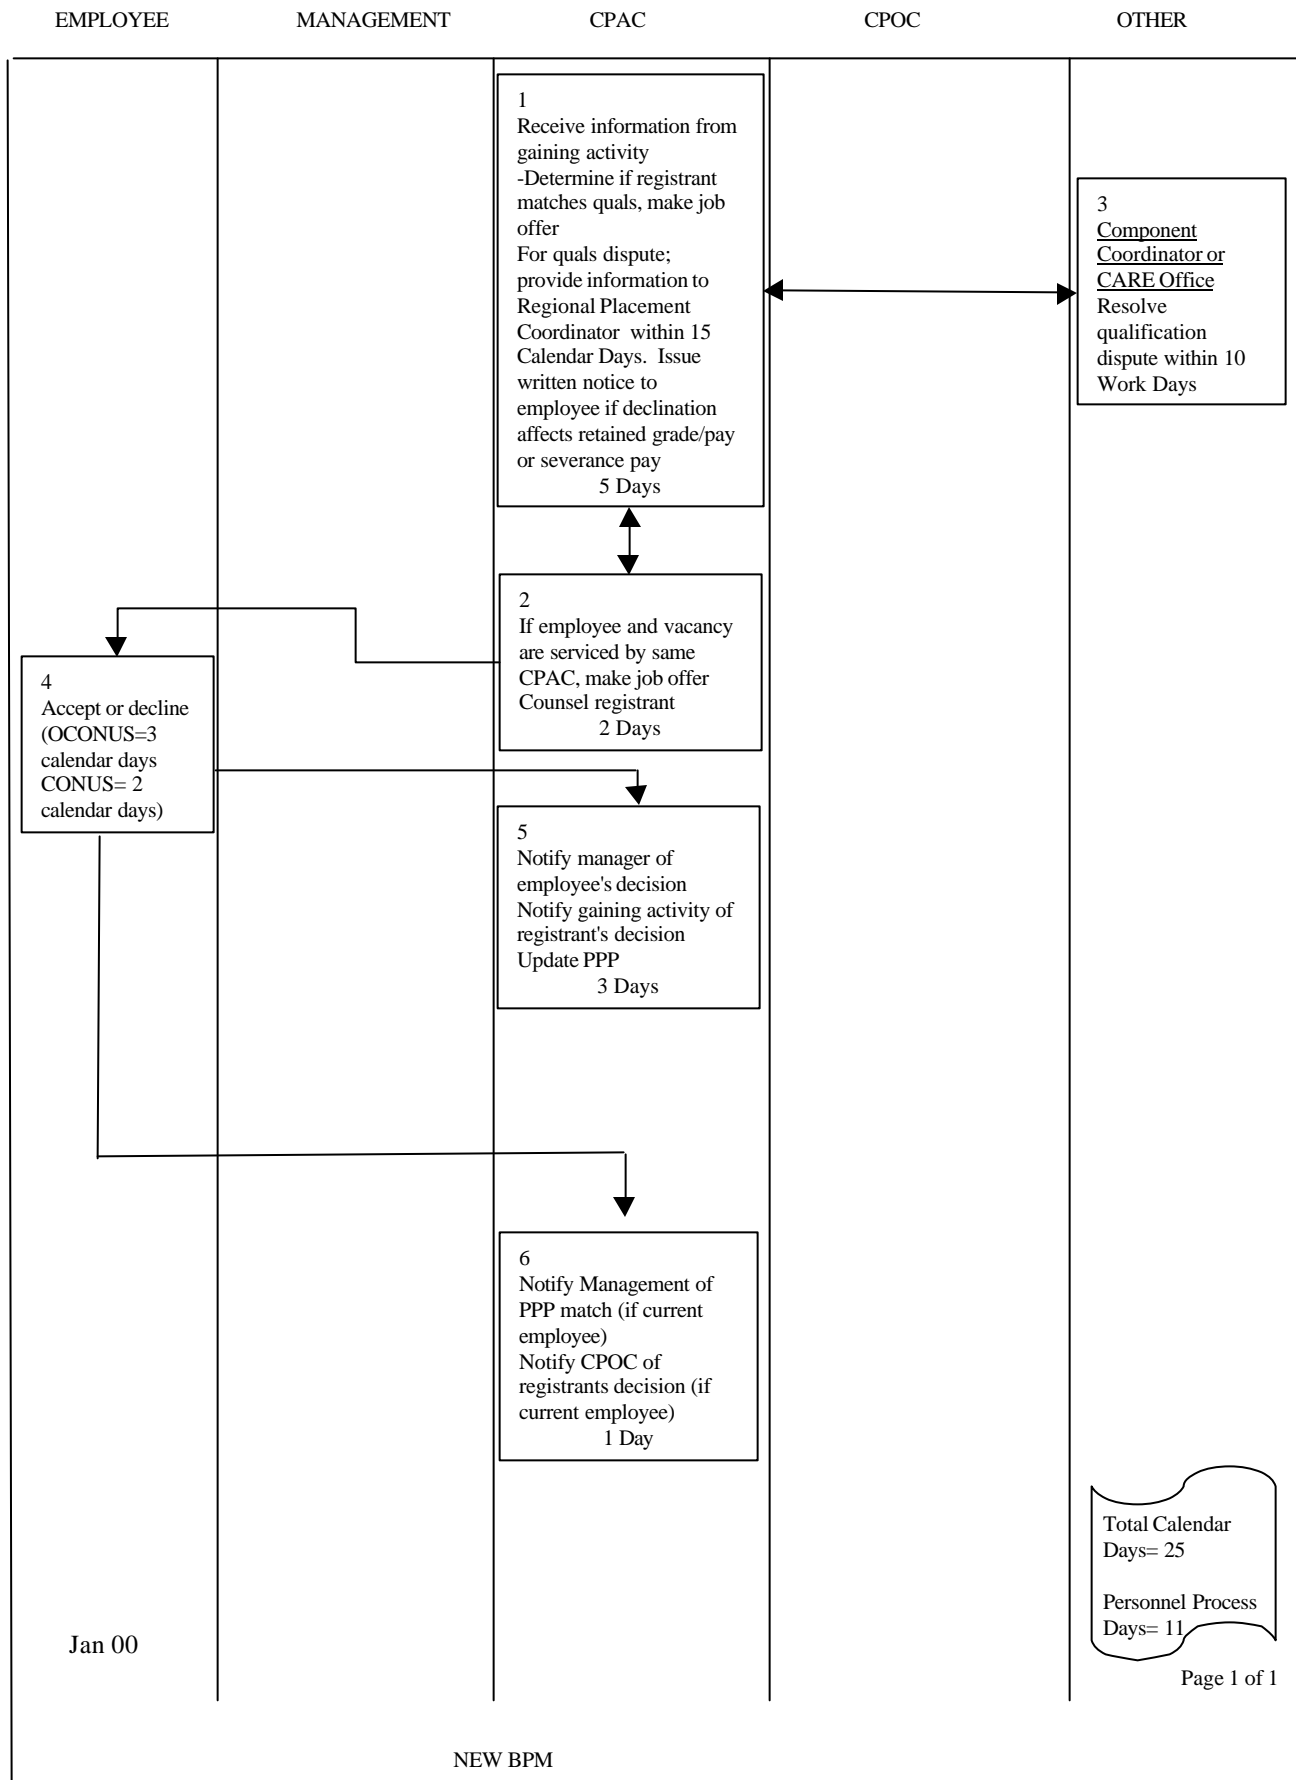 EMPLOYEE MANAGEMENT CPAC CPOC OTHER
1
Receive information from
gaining activity
-Determine if registrant
matches quals, make job
offer
For quals dispute;
provide information to
Regional Placement
Coordinator within 15
Calendar Days. Issue
written notice to
employee if declination
affects retained grade/pay
or severance pay
5 Days
3
Component
Coordinator or
CARE Office
Resolve
qualification
dispute within 10
Work Days
2
If employee and vacancy
are serviced by same
CPAC, make job offer
Counsel registrant
2 Days
4
Accept or decline
(OCONUS=3
calendar days
CONUS= 2
calendar days)
5
Notify manager of
employee's decision
Notify gaining activity of
registrant's decision
Update PPP
3 Days
6
Notify Management of
PPP match (if current
employee)
Notify CPOC of
registrants decision (if
current employee)
1 Day
Total Calendar
Days= 25
Personnel Process
Days= 11
Jan 00
Page 1 of 1
NEW BPM